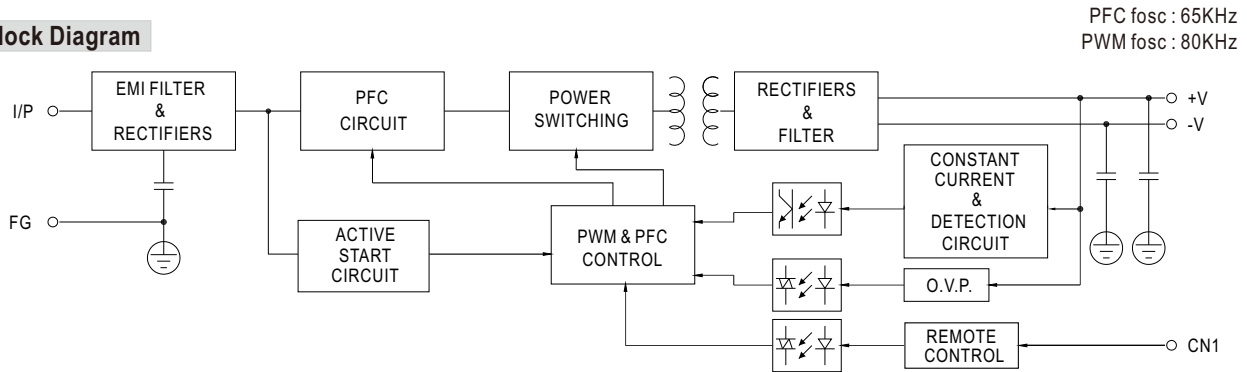 PFC fosc : 65KHz
PWM fosc : 80KHz
lock Diagram
I/P
EMI FILTER
&
RECTIFIERS
PFC
CIRCUIT
POWER
SWITCHING
RECTIFIERS
&
FILTER
+V
-V
FG
ACTIVE
START
CIRCUIT
PWM & PFC
CONTROL
CONSTANT
CURRENT
&
DETECTION
CIRCUIT
O.V.P.
REMOTE
CONTROL
CN1